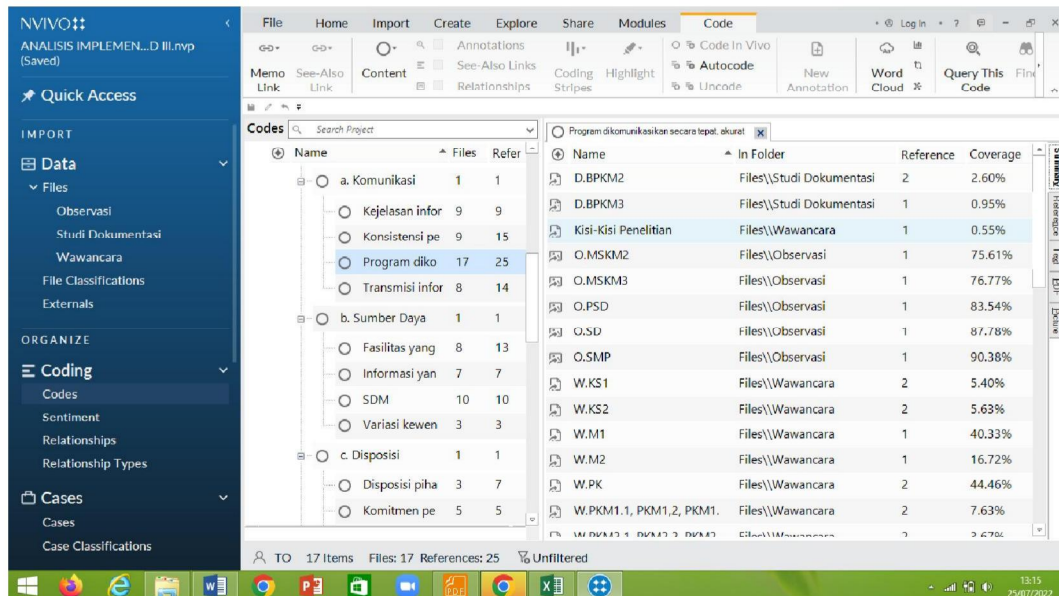 NVIVO
ANALISIS IMPLEMEN...D III.nvp
(Saved)
Quick Access
IMPORT
Data
Files
Observasi
Studi Dokumentasi
Wawancara
File Classifications
Externals
ORGANIZE
Coding
Codes
Sentiment
Relationships
Relationship Types
Cases
Cases
Case Classifications
File Home Import Create Explore Share Modules Code Log In ?
Memo Link
See-Also Link
Content
Annotations
See-Also Links
Relationships
Coding Stripes
Highlight
Code In Vivo
Autocode
Uncode
New Annotation
Word Cloud
Query This Code
Find
Codes Search Project
Name Files Refer
a. Komunikasi 1 1
Kejelasan infor 9 9
Konsistensi pe 9 15
Program diko 17 25
Transmisi infor 8 14
b. Sumber Daya 1 1
Fasilitas yang 8 13
Informasi yan 7 7
SDM 10 10
Variasi kewen 3 3
c. Disposisi 1 1
Disposisi piha 3 7
Komitmen pe 5 5
Program dikomunikasikan secara tepat, akurat
Name In Folder Reference Coverage
D.BPKM2 Files\\Studi Dokumentasi 2 2.60%
D.BPKM3 Files\\Studi Dokumentasi 1 0.95%
Kisi-Kisi Penelitian Files\\Wawancara 1 0.55%
O.MSKM2 Files\\Observasi 1 75.61%
O.MSKM3 Files\\Observasi 1 76.77%
O.PSD Files\\Observasi 1 83.54%
O.SD Files\\Observasi 1 87.78%
O.SMP Files\\Observasi 1 90.38%
W.KS1 Files\\Wawancara 2 5.40%
W.KS2 Files\\Wawancara 2 5.63%
W.M1 Files\\Wawancara 1 40.33%
W.M2 Files\\Wawancara 1 16.72%
W.PK Files\\Wawancara 2 44.46%
W.PKM1.1, PKM1,2, PKM1. Files\\Wawancara 2 7.63%
Summary
Reference
TO 17 Items Files: 17 References: 25 Unfiltered
13:15
25/07/2022